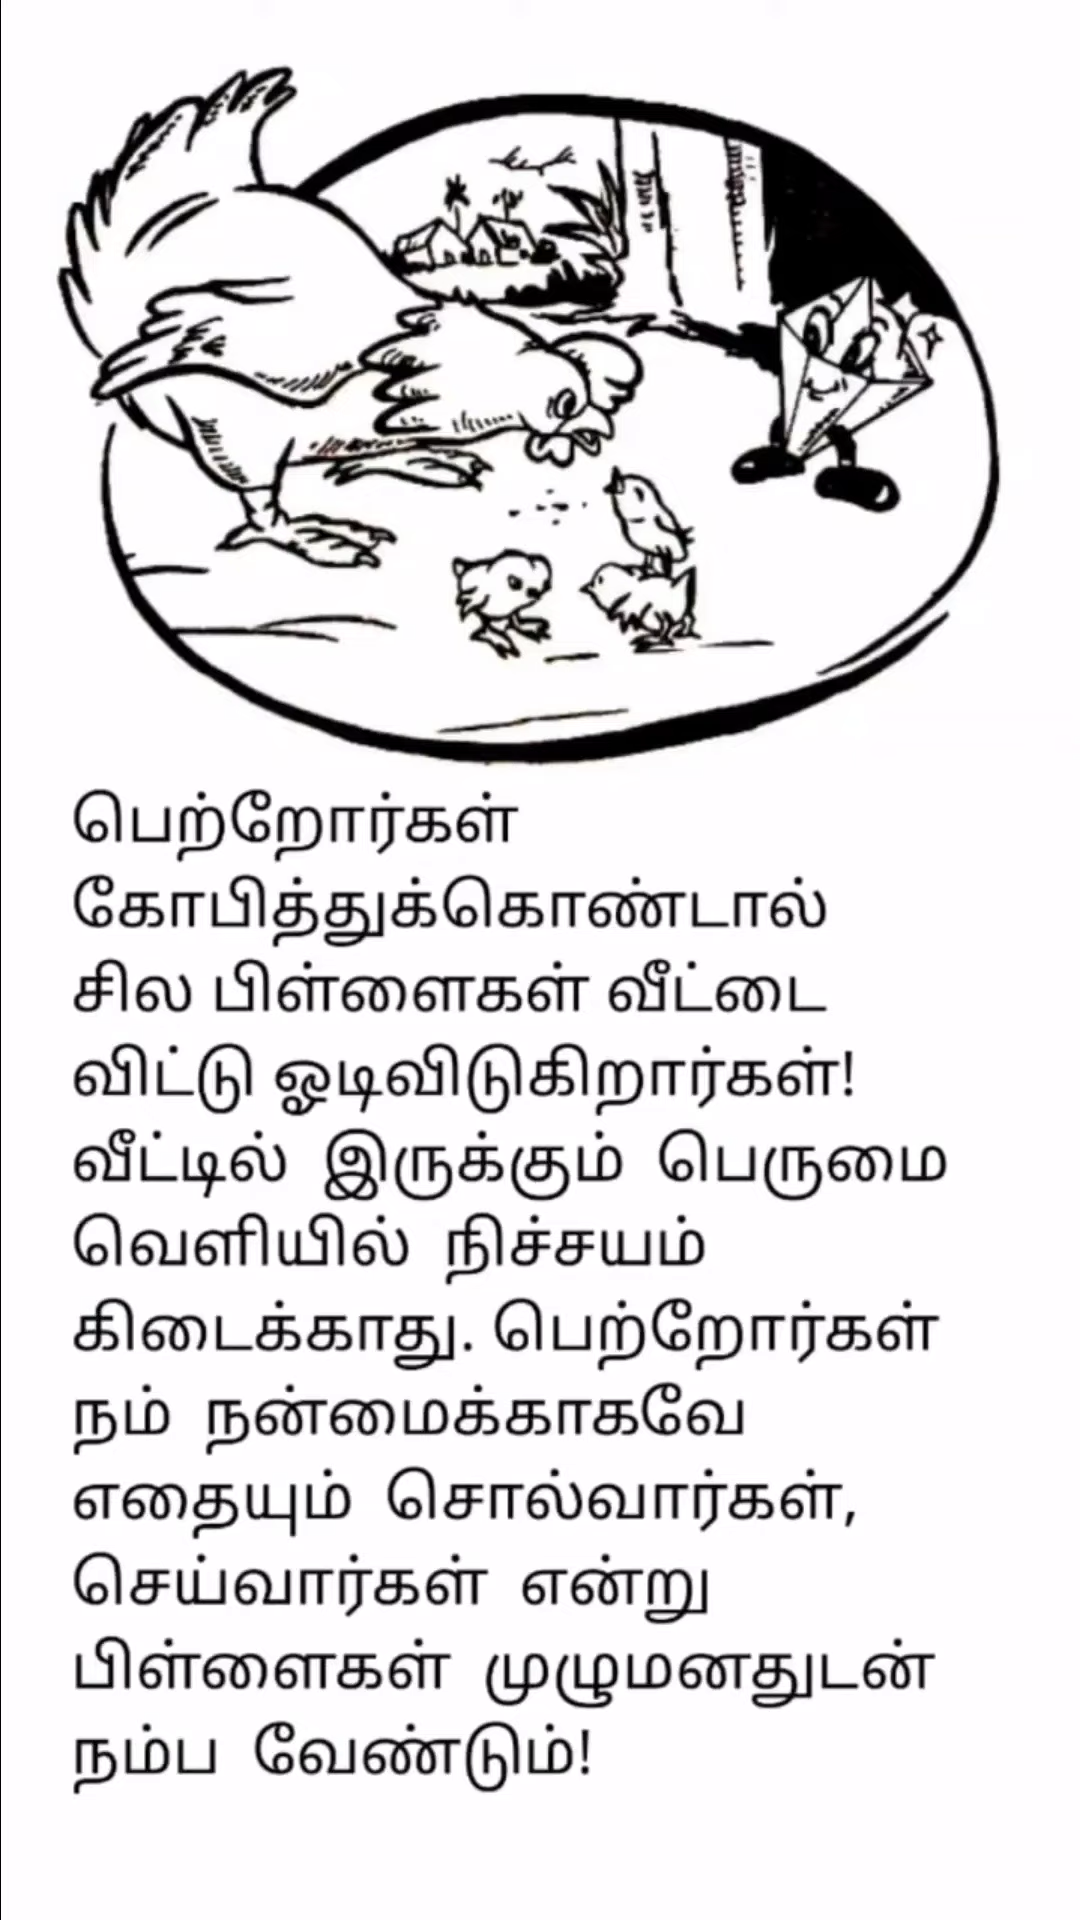 பெற்றோர்கள்
கோபித்துக்கொண்டால்
சில பிள்ளைகள் வீட்டை
விட்டு ஓடிவிடுகிறார்கள்!
வீட்டில் இருக்கும் பெருமை
வெளியில் நிச்சயம்
கிடைக்காது. பெற்றோர்கள்
நம் நன்மைக்காகவே
எதையும் சொல்வார்கள்,
செய்வார்கள் என்று
பிள்ளைகள் முழுமனதுடன்
நம்ப வேண்டும்!